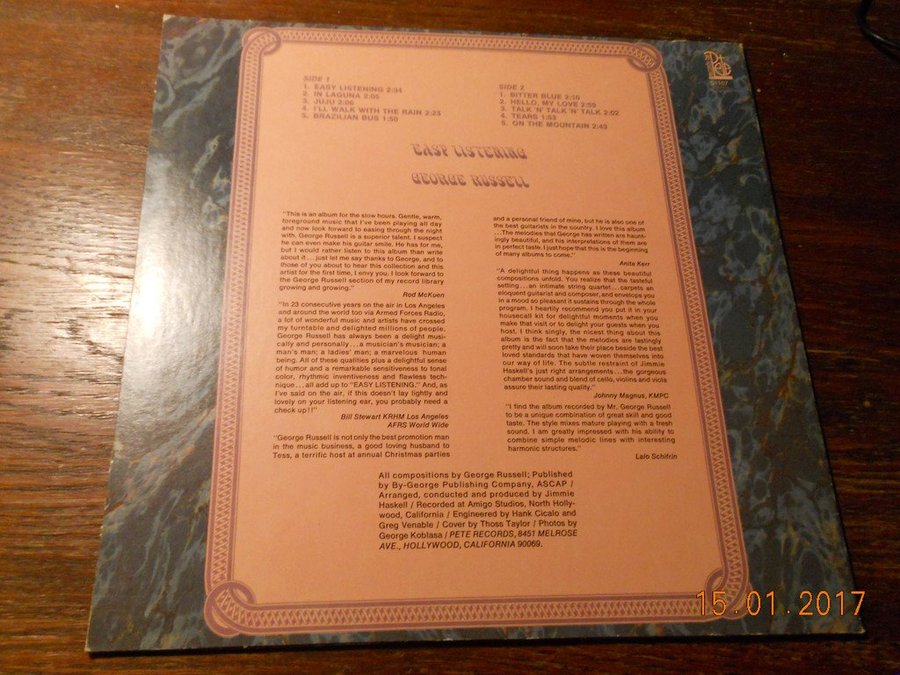 SIDE 1
1. EASY LISTENING 2:34
2. IN LAGUNA 2:05
3. JUJU 2:06
4. I'LL WALK WITH THE RAIN 2:23
5. BRAZILIAN BUS 1:50
SIDE 2
1. BITTER BLUE 2:10
2. HELLO, MY LOVE 2:59
3. TALK 'N' TALK 'N' TALK 2:02
4. TEARS 1:53
5. ON THE MOUNTAIN 2:43
EASY LISTENING
GEORGE RUSSELL
"This is an album for the slow hours. Gentle, warm,
foreground music that I've been playing all day
and now look forward to easing through the night
with. George Russell is a superior talent. I suspect
he can even make his guitar smile. He has for me,
but I would rather listen to this album than write
about it...just let me say thanks to George, and to
those of you about to hear this collection and this
artist for the first time, I envy you. I look forward to
the George Russell section of my record library
growing and growing."
Rod McKuen
"In 23 consecutive years on the air in Los Angeles
and around the world too via Armed Forces Radio,
a lot of wonderful music and artists have crossed
my turntable and delighted millions of people.
George Russell has always been a delight musi-
cally and personally...a musician's musician; a
man's man; a ladies' man; a marvelous human
being. All of these qualities plus a delightful sense
of humor and a remarkable sensitiveness to tonal
color, rhythmic inventiveness and flawless tech-
nique...all add up to "EASY LISTENING." And, as
I've said on the air, if this doesn't lay lightly and
lovely on your listening ear, you probably need a
check up!!"
Bill Stewart KRHM Los Angeles
AFRS World Wide
"George Russell is not only the best promotion man
in the music business, a good loving husband to
Tess, a terrific host at annual Christmas parties
and a personal friend of mine, but he is also one of
the best guitarists in the country. I love this album
...The melodies that George has written are haunt-
ingly beautiful, and his interpretations of them are
in perfect taste. I just hope that this is the beginning
of many albums to come."
Anita Kerr
"A delightful thing happens as these beautiful
compositions unfold. You realize that the tasteful
setting...an intimate string quartet...carpets an
eloquent guitarist and composer, and envelops you
in a mood so pleasant it sustains through the whole
program. I heartily recommend you put it in your
housecall kit for delightful moments when you
make that visit or to delight your guests when you
host. I think singly, the nicest thing about this
album is the fact that the melodies are lastingly
pretty and will soon take their place beside the best
loved standards that have woven themselves into
our way of life. The subtle restraint of Jimmie
Haskell's just right arrangements...the gorgeous
chamber sound and blend of cello, violins and viola
assure their lasting quality."
Johnny Magnus, KMPC
"I find the album recorded by Mr. George Russell
to be a unique combination of great skill and good
taste. The style mixes mature playing with a fresh
sound. I am greatly impressed with his ability to
combine simple melodic lines with interesting
harmonic structures."
Lalo Schifrin
All compositions by George Russell; Published
by By-George Publishing Company, ASCAP /
Arranged, conducted and produced by Jimmie
Haskell / Recorded at Amigo Studios, North Holly-
wood, California / Engineered by Hank Cicalo and
Greg Venable / Cover by Thoss Taylor / Photos by
George Koblasa / PETE RECORDS, 8451 MELROSE
AVE., HOLLYWOOD, CALIFORNIA 90069.
15.01.2017